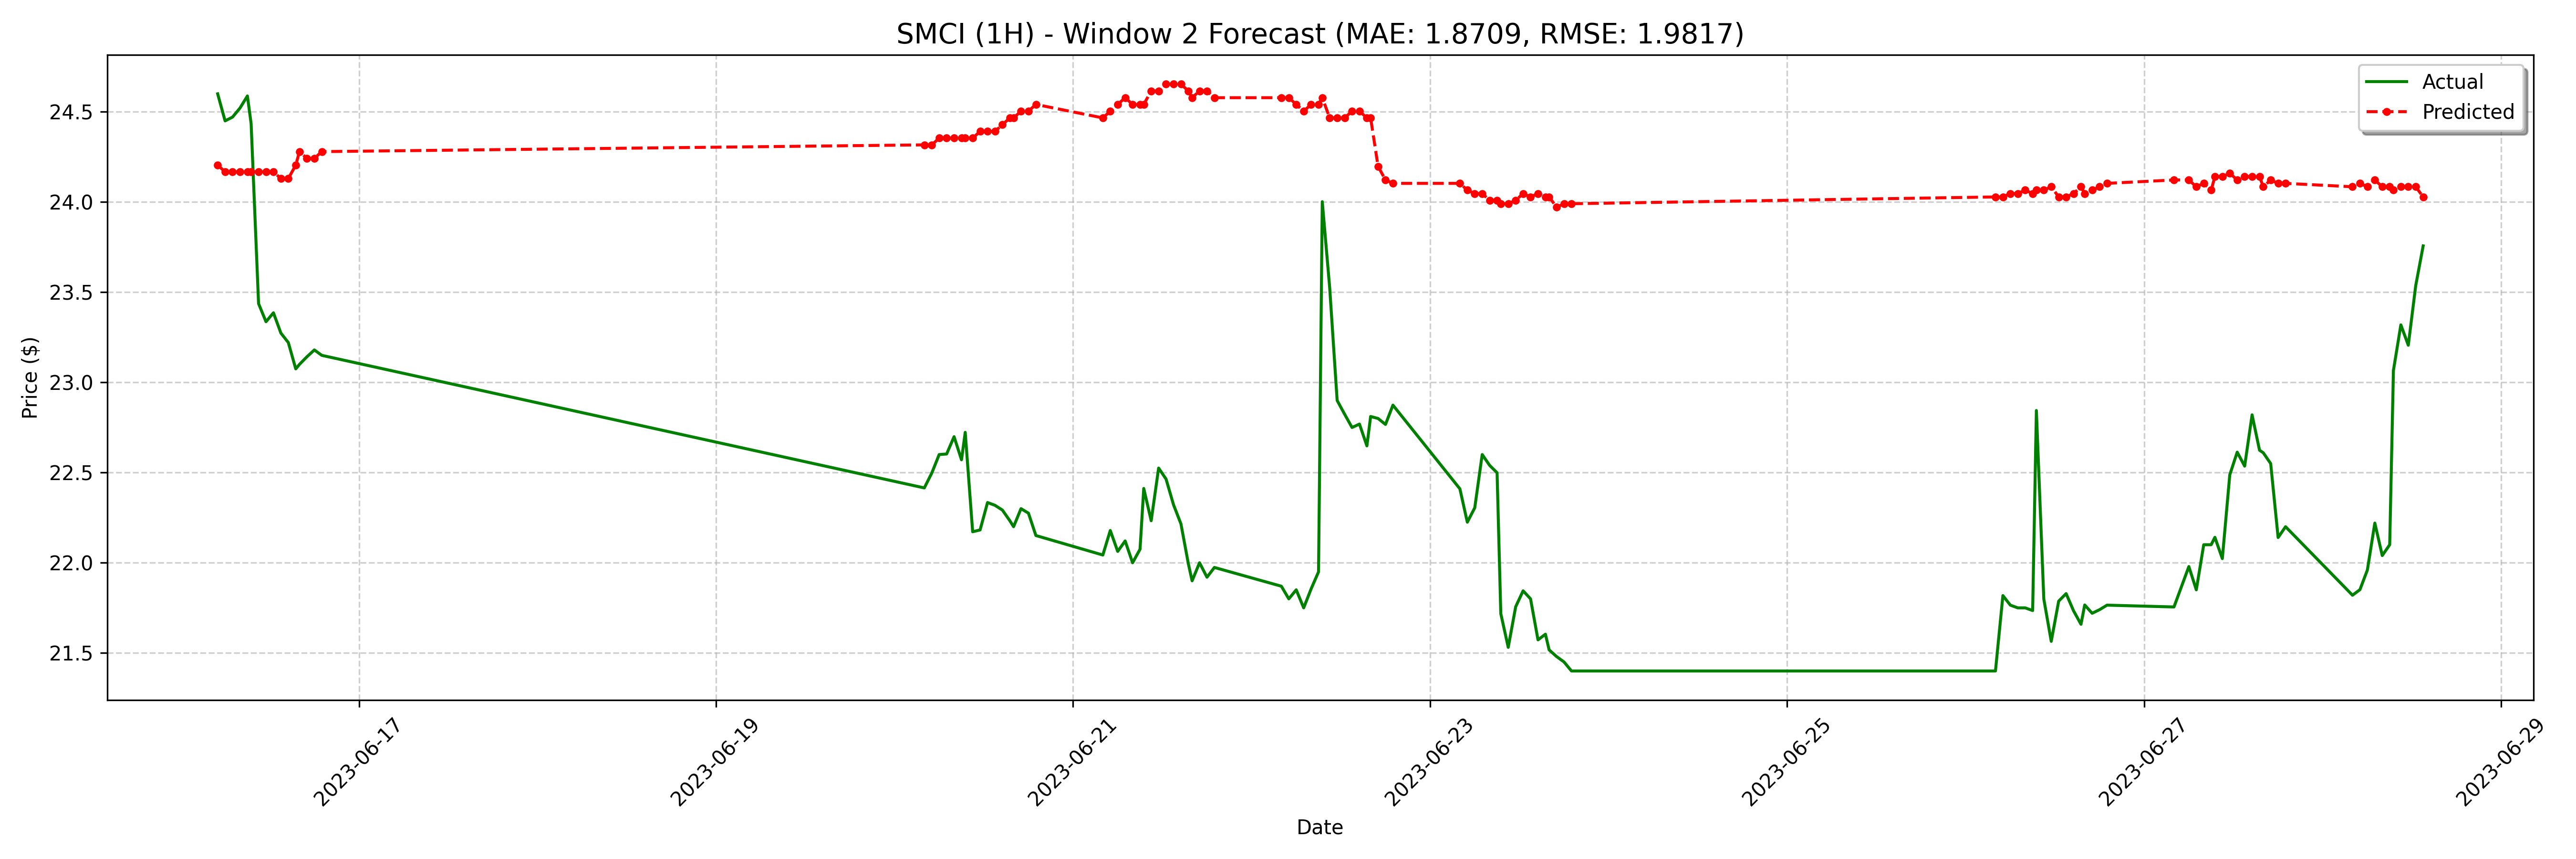 SMCI (1H) - Window 2 Forecast (MAE: 1.8709, RMSE: 1.9817)
Actual
Predicted
Price ($)
24.5
24.0
23.5
23.0
22.5
22.0
21.5
2023-06-17
2023-06-19
2023-06-21
2023-06-23
2023-06-25
2023-06-27
2023-06-29
Date